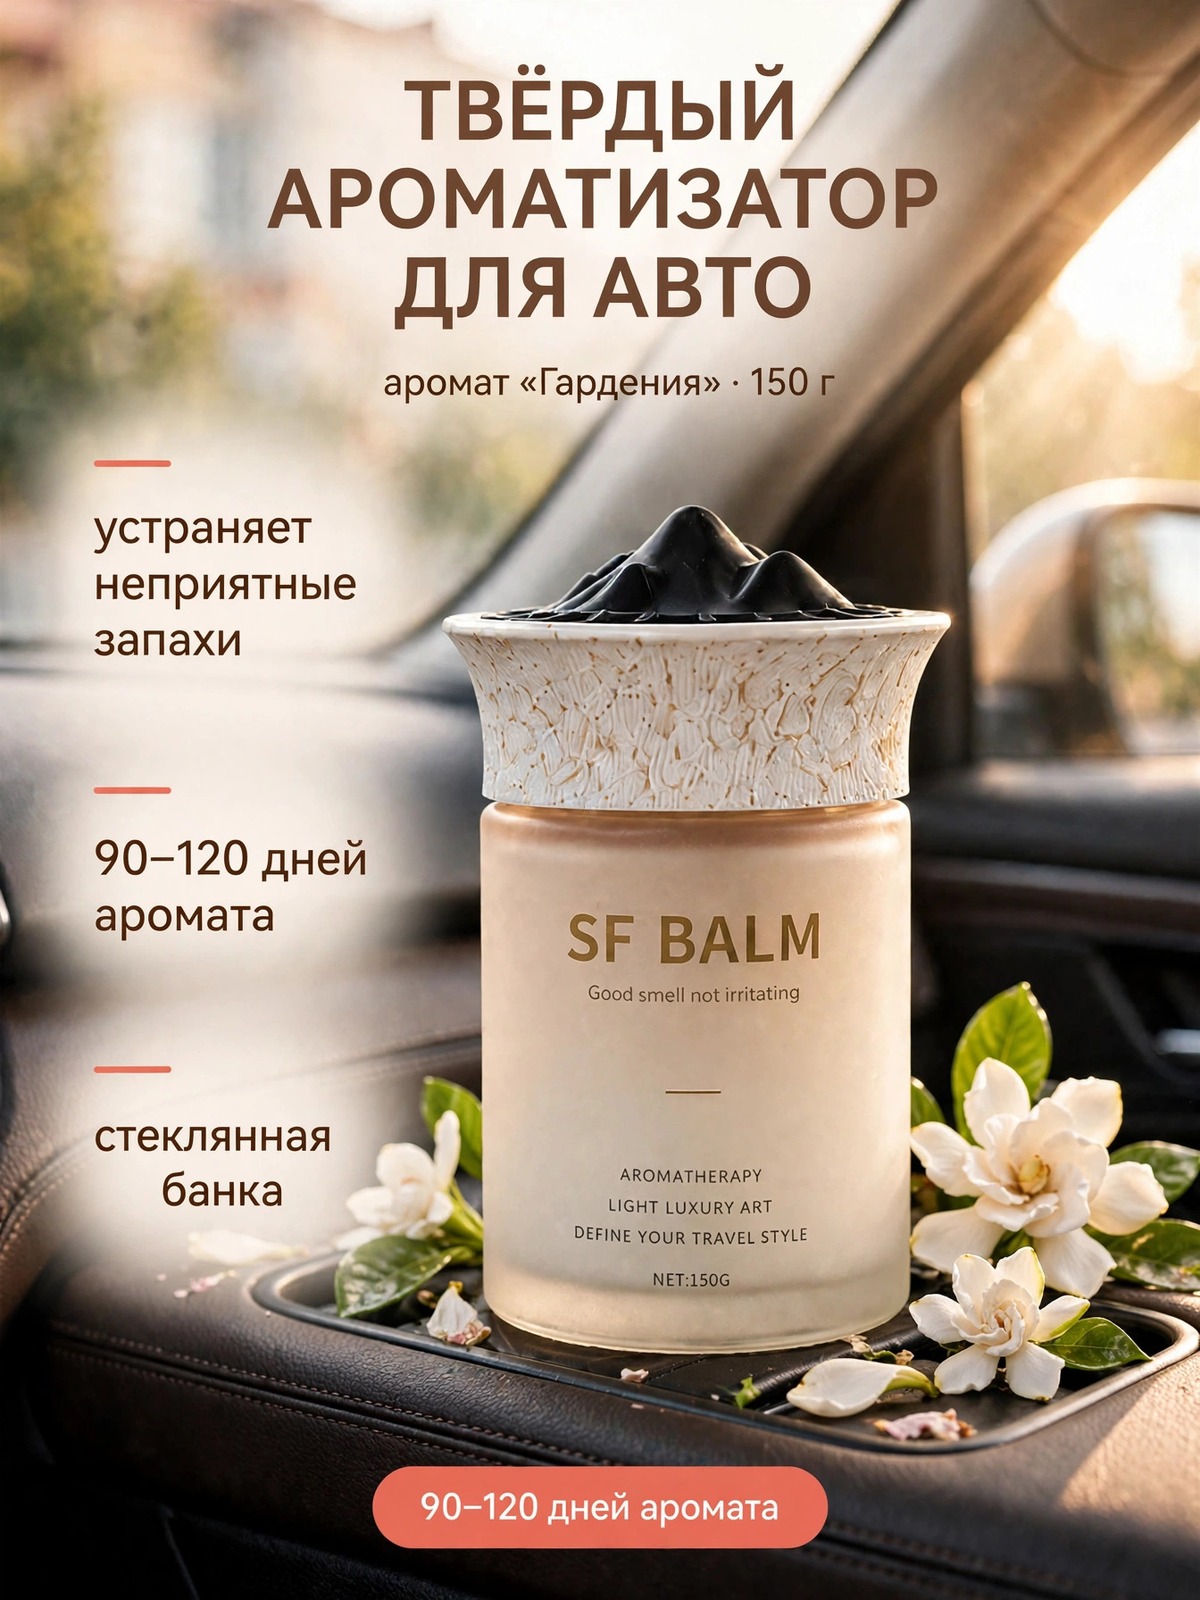 ТВЁРДЫЙ
АРОМАТИЗАТОР
ДЛЯ АВТО
аромат «Гардения» · 150 г
устраняет
неприятные
запахи
90–120 дней
аромата
стеклянная
банка
SF BALM
Good smell not irritating
AROMATHERAPY
LIGHT LUXURY ART
DEFINE YOUR TRAVEL STYLE
NET:150G
90–120 дней аромата